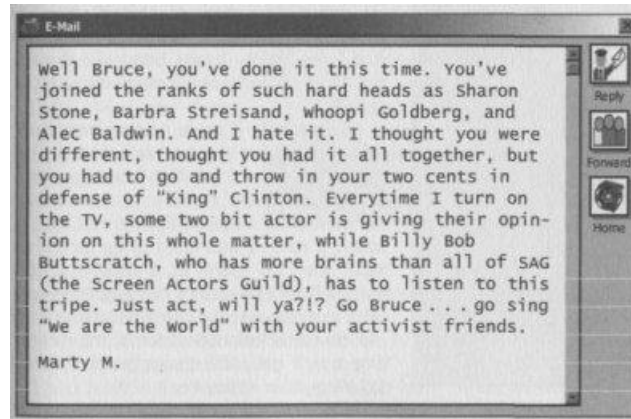 E-Mail
Well Bruce, you've done it this time. You've
joined the ranks of such hard heads as Sharon
Stone, Barbra Streisand, Whoopi Goldberg, and
Alec Baldwin. And I hate it. I thought you were
different, thought you had it all together, but
you had to go and throw in your two cents in
defense of "King" Clinton. Everytime I turn on
the TV, some two bit actor is giving their opin-
ion on this whole matter, while Billy Bob
Buttscratch, who has more brains than all of SAG
(the Screen Actors Guild), has to listen to this
tripe. Just act, will ya?!? Go Bruce . . . go sing
"We are the World" with your activist friends.
Marty M.
Reply
Forward
Home